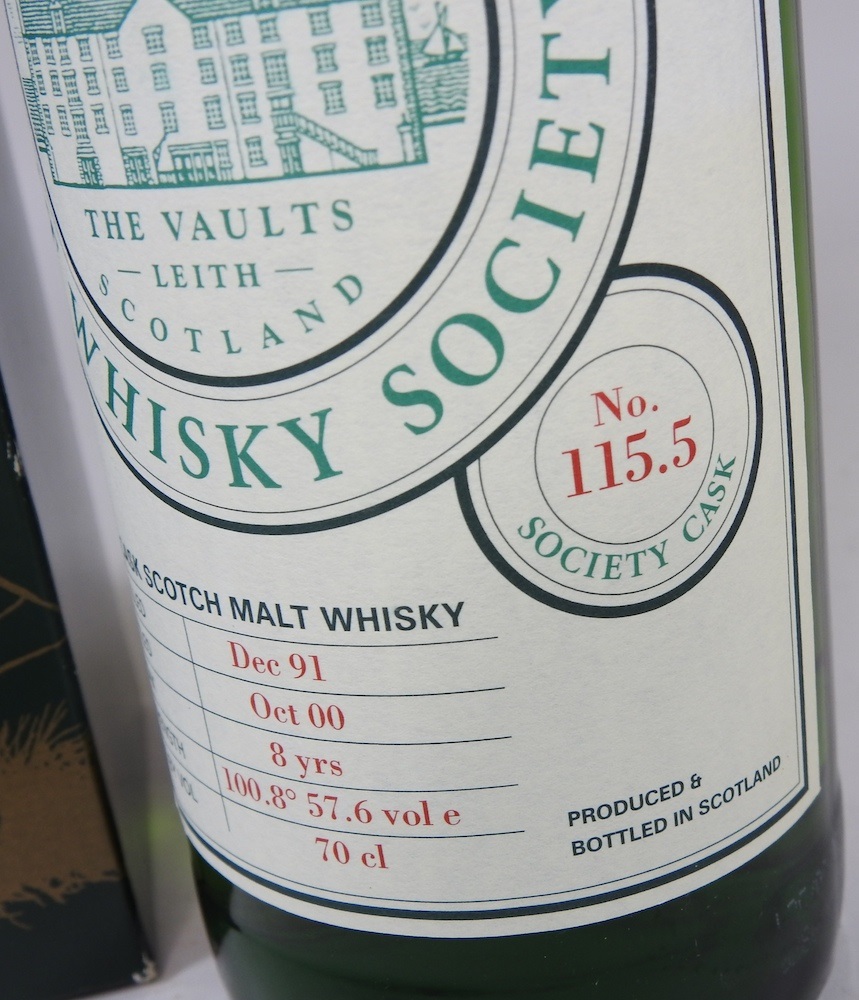 THE VAULTS
— LEITH —
SCOTLAND
WHISKY SOCIETY
No.
115.5
SOCIETY CASK
SCOTCH MALT WHISKY
Dec 91
Oct 00
8 yrs
100.8° 57.6 vol e
70 cl
PRODUCED &
BOTTLED IN SCOTLAND